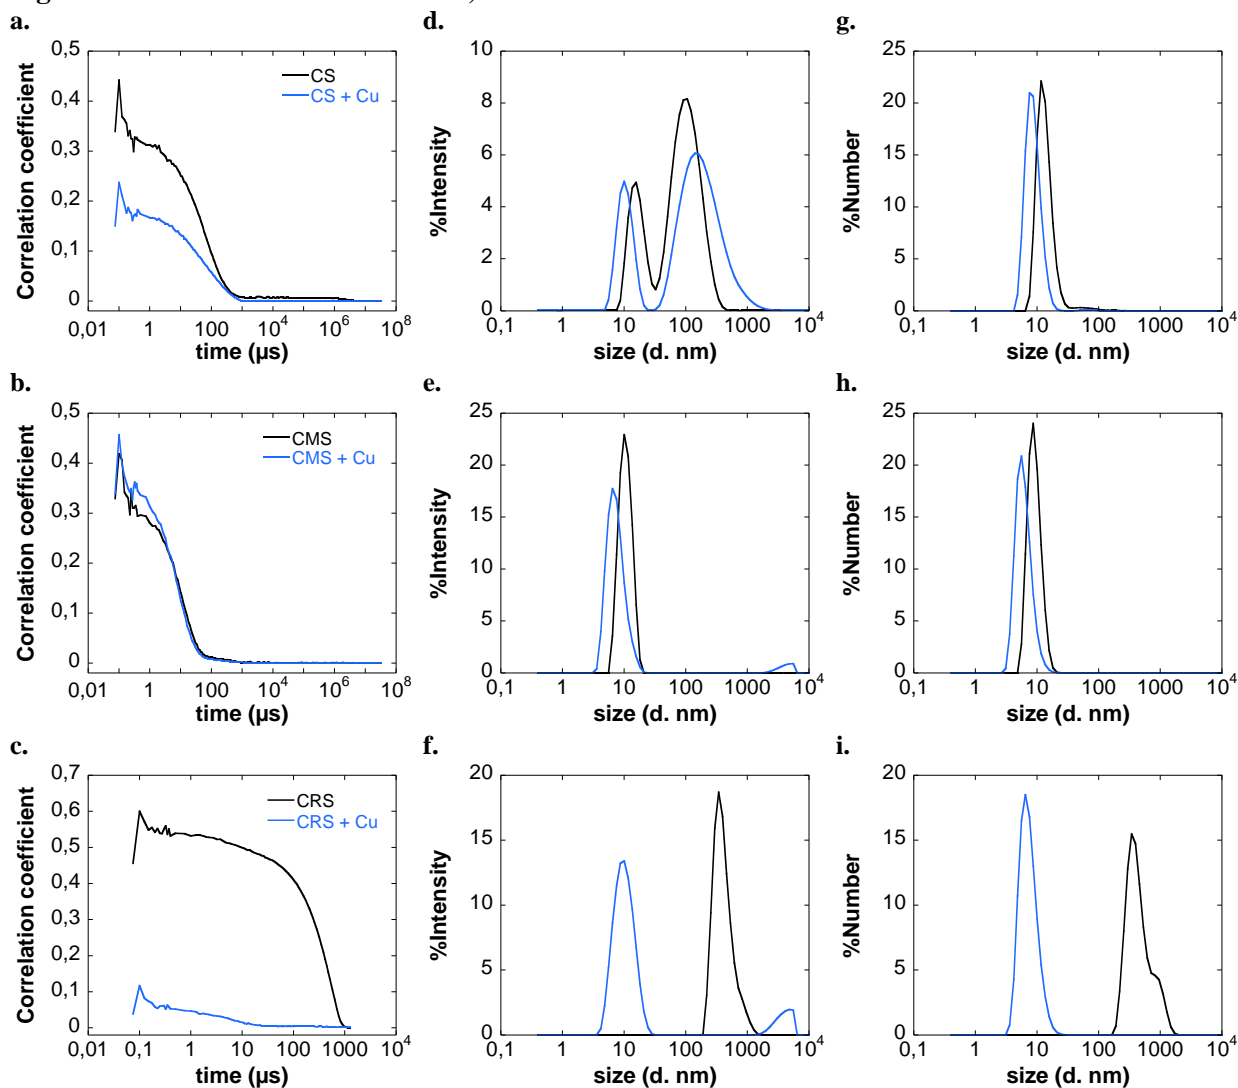 a.
0,5
0,4
0,3
0,2
0,1
0
Correlation coefficient
CS
CS + Cu
0,01 1 100 10⁴ 10⁶ 10⁸
time (µs)
d.
10
8
6
4
2
0
%Intensity
0,1 1 10 100 1000 10⁴
size (d. nm)
g.
25
20
15
10
5
0
%Number
0,1 1 10 100 1000 10⁴
size (d. nm)
b.
0,5
0,4
0,3
0,2
0,1
0
Correlation coefficient
CMS
CMS + Cu
0,01 1 100 10⁴ 10⁶ 10⁸
time (µs)
e.
25
20
15
10
5
0
%Intensity
0,1 1 10 100 1000 10⁴
size (d. nm)
h.
25
20
15
10
5
0
%Number
0,1 1 10 100 1000 10⁴
size (d. nm)
c.
0,7
0,6
0,5
0,4
0,3
0,2
0,1
0
Correlation coefficient
CRS
CRS + Cu
0,01 0,1 1 10 100 1000 10⁴
time (µs)
f.
20
15
10
5
0
%Intensity
0,1 1 10 100 1000 10⁴
size (d. nm)
i.
20
15
10
5
0
%Number
0,1 1 10 100 1000 10⁴
size (d. nm)